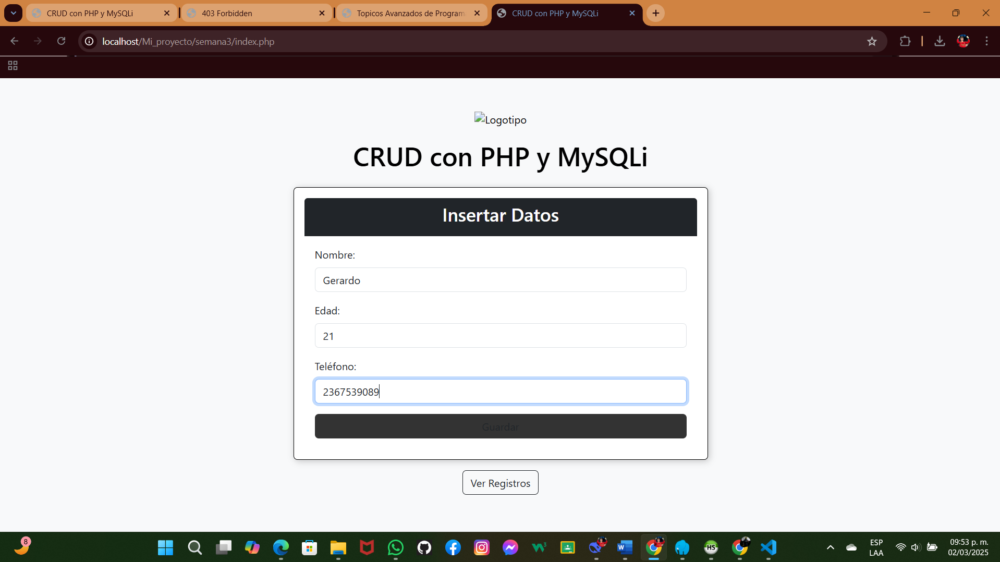 CRUD con PHP y MySQLi
403 Forbidden
Topicos Avanzados de Program
CRUD con PHP y MySQLi
localhost/Mi_proyecto/semana3/index.php
Logotipo
CRUD con PHP y MySQLi
Insertar Datos
Nombre:
Gerardo
Edad:
21
Teléfono:
2367539089
Guardar
Ver Registros
8
W3
W
HS
ESP
LAA
09:53 p. m.
02/03/2025